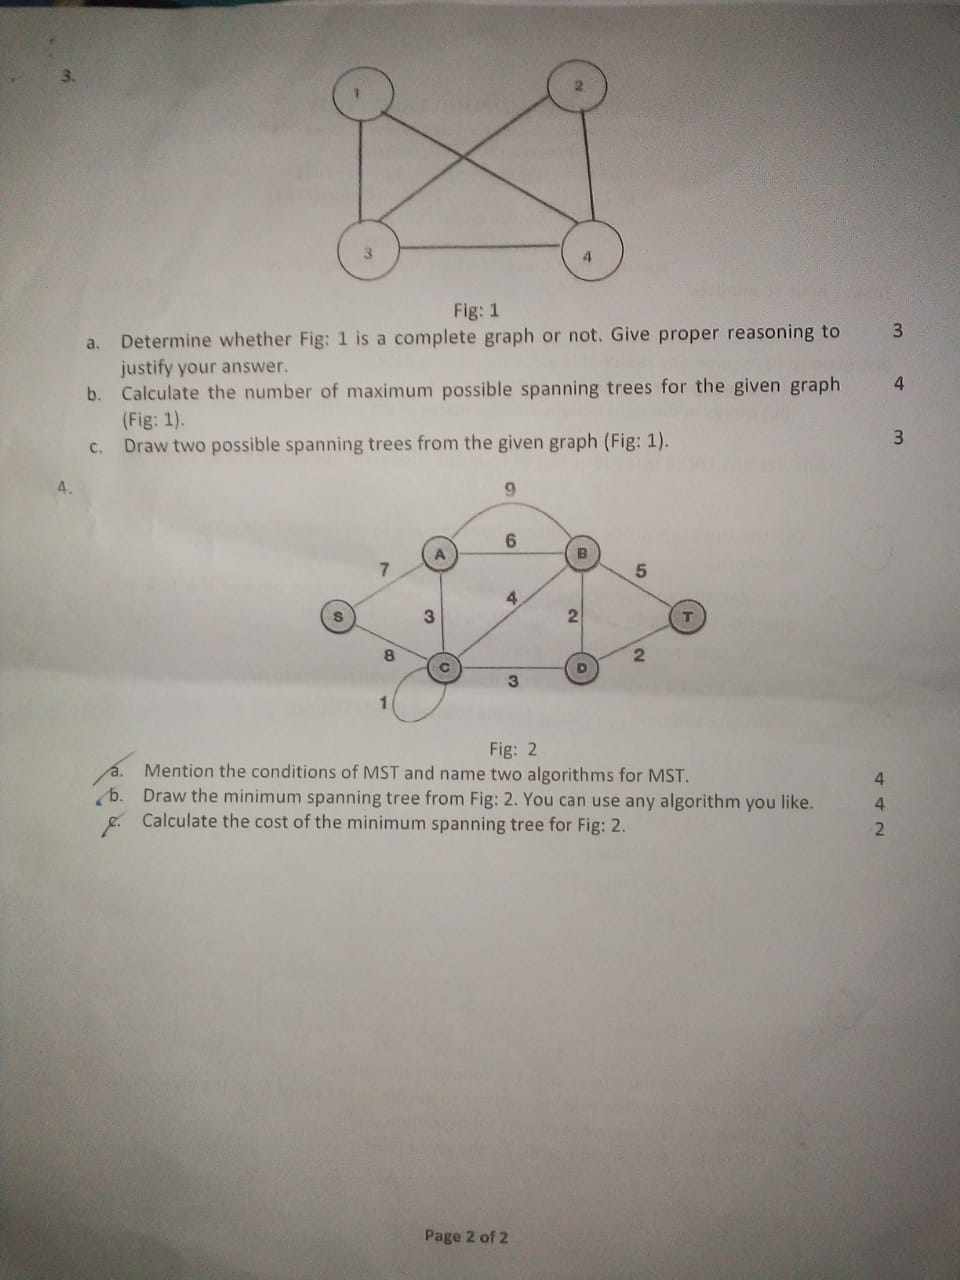 3.
1
2
3
4
Fig: 1
a. Determine whether Fig: 1 is a complete graph or not. Give proper reasoning to 3
justify your answer.
b. Calculate the number of maximum possible spanning trees for the given graph 4
(Fig: 1).
c. Draw two possible spanning trees from the given graph (Fig: 1). 3
4.
9
6
A
B
7
5
4
S
3
2
T
8
C
D
2
3
1
Fig: 2
a. Mention the conditions of MST and name two algorithms for MST. 4
b. Draw the minimum spanning tree from Fig: 2. You can use any algorithm you like. 4
c. Calculate the cost of the minimum spanning tree for Fig: 2. 2
Page 2 of 2